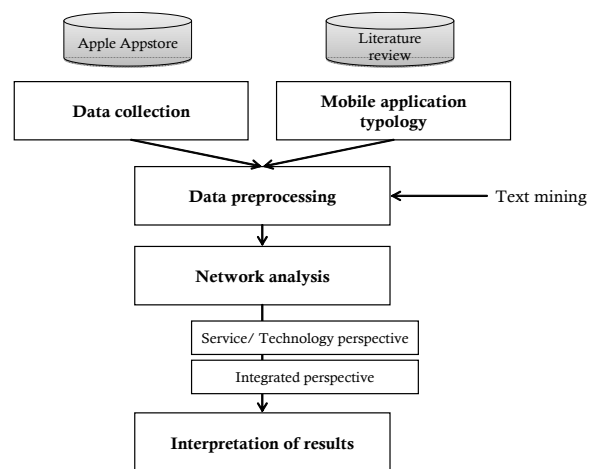 Apple Appstore
Literature
review
Data collection
Mobile application
typology
Data preprocessing
Text mining
Network analysis
Service/ Technology perspective
Integrated perspective
Interpretation of results